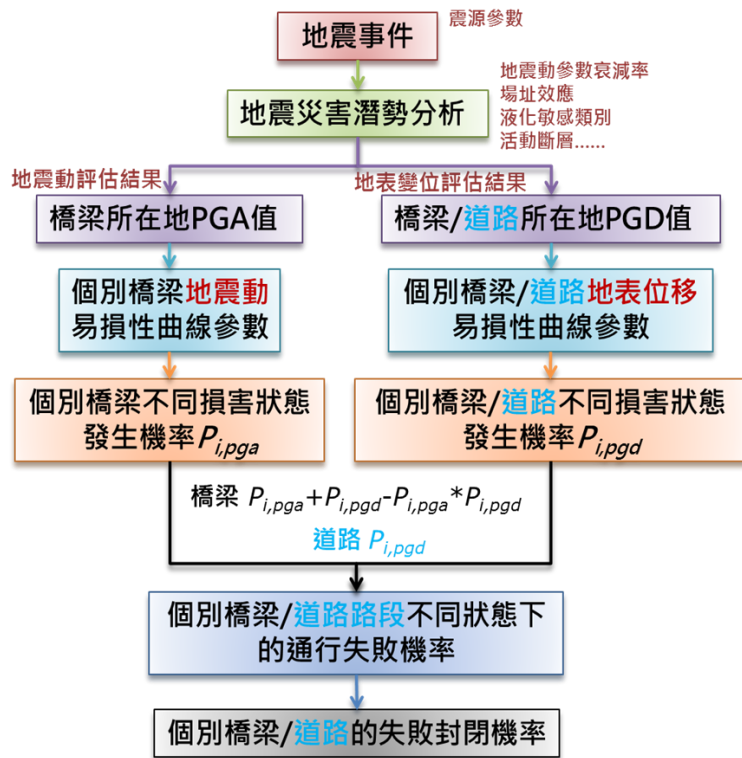 地震事件
震源參數
地震災害潛勢分析
地震動參數衰減率
場址效應
液化敏感類別
活動斷層......
地震動評估結果
地表變位評估結果
橋梁所在地PGA值
橋梁/道路所在地PGD值
個別橋梁地震動
易損性曲線參數
個別橋梁/道路地表位移
易損性曲線參數
個別橋梁不同損害狀態
發生機率P_{i,pga}
個別橋梁/道路不同損害狀態
發生機率P_{i,pgd}
橋梁 P_{i,pga}+P_{i,pgd}-P_{i,pga}*P_{i,pgd}
道路 P_{i,pgd}
個別橋梁/道路路段不同狀態下
的通行失敗機率
個別橋梁/道路的失敗封閉機率